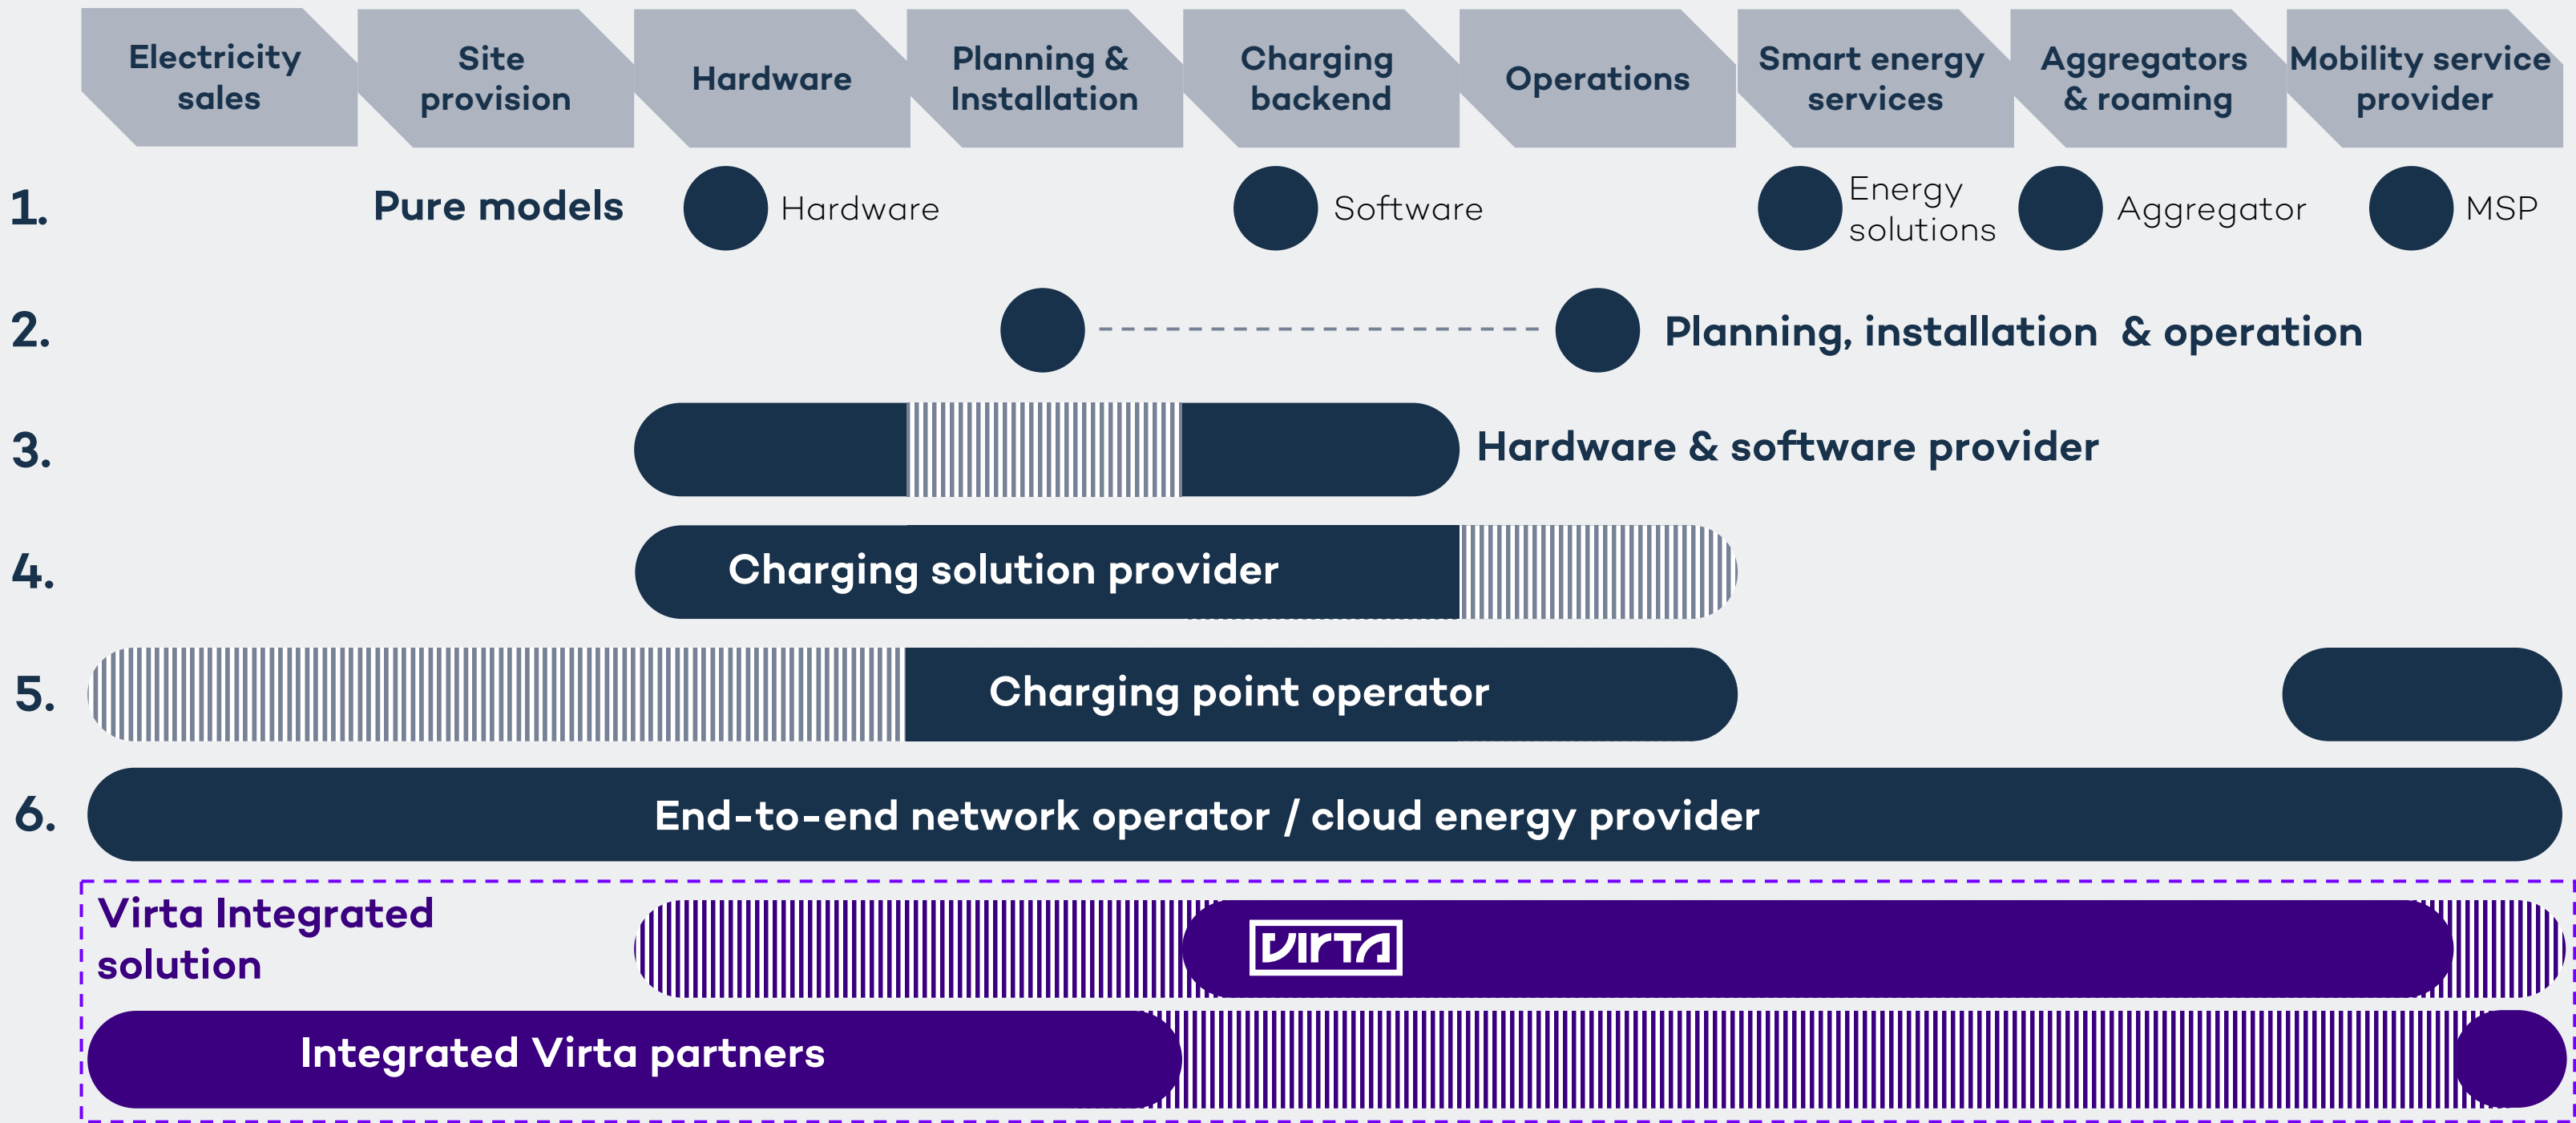 Electricity
sales
Site
provision
Hardware
Planning &
Installation
Charging
backend
Operations
Smart energy
services
Aggregators
& roaming
Mobility service
provider
1.
Pure models
Hardware
Software
Energy
solutions
Aggregator
MSP
2.
Planning, installation & operation
3.
Hardware & software provider
4.
Charging solution provider
5.
Charging point operator
6.
End-to-end network operator / cloud energy provider
Virta Integrated
solution
VIRTA
Integrated Virta partners